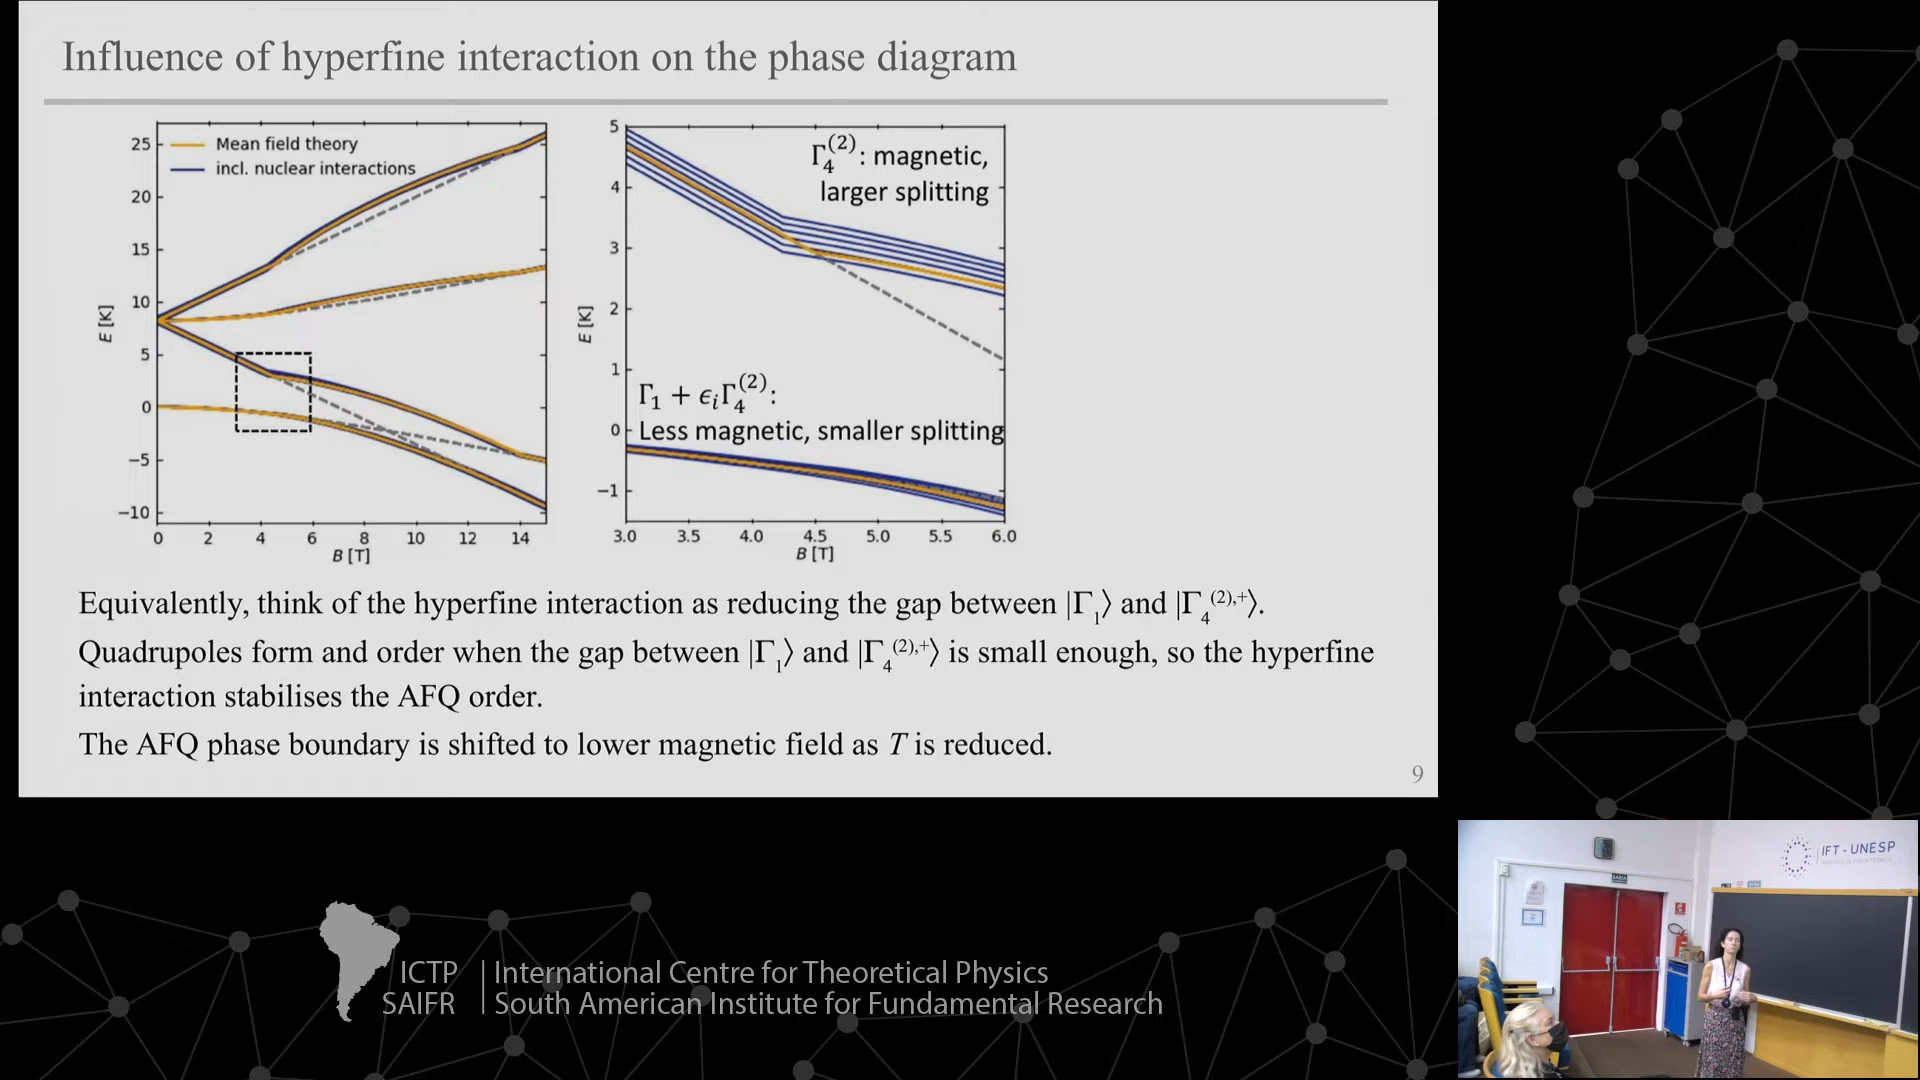 Influence of hyperfine interaction on the phase diagram
Mean field theory
incl. nuclear interactions
25
20
15
10
5
0
−5
−10
E [K]
0 2 4 6 8 10 12 14
B [T]
Γ₄⁽²⁾: magnetic,
larger splitting
Γ₁ + ϵᵢΓ₄⁽²⁾:
Less magnetic, smaller splitting
5
4
3
2
1
0
−1
E [K]
3.0 3.5 4.0 4.5 5.0 5.5 6.0
B [T]
Equivalently, think of the hyperfine interaction as reducing the gap between |Γ₁⟩ and |Γ₄⁽²⁾,⁺⟩.
Quadrupoles form and order when the gap between |Γ₁⟩ and |Γ₄⁽²⁾,⁺⟩ is small enough, so the hyperfine
interaction stabilises the AFQ order.
The AFQ phase boundary is shifted to lower magnetic field as T is reduced.
9
IFT - UNESP
ICTP | International Centre for Theoretical Physics
SAIFR | South American Institute for Fundamental Research